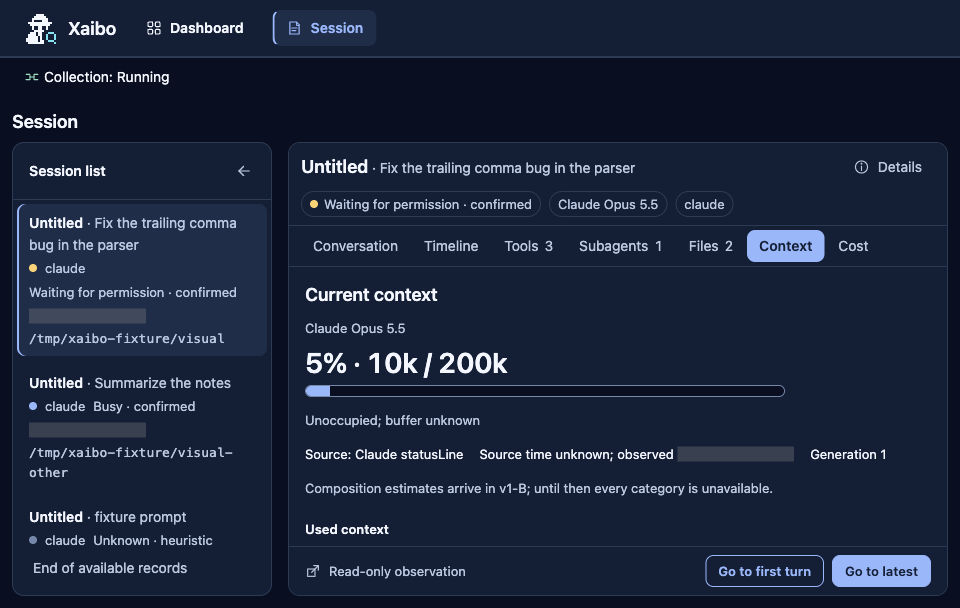 Xaibo Dashboard Session
Collection: Running
Session
Session list
Untitled · Fix the trailing comma
bug in the parser
claude
Waiting for permission · confirmed
/tmp/xaibo-fixture/visual
Untitled · Summarize the notes
claude Busy · confirmed
/tmp/xaibo-fixture/visual-
other
Untitled · fixture prompt
claude Unknown · heuristic
End of available records
Untitled · Fix the trailing comma bug in the parser
Details
Waiting for permission · confirmed Claude Opus 5.5 claude
Conversation Timeline Tools 3 Subagents 1 Files 2 Context Cost
Current context
Claude Opus 5.5
5% · 10k / 200k
Unoccupied; buffer unknown
Source: Claude statusLine Source time unknown; observed Generation 1
Composition estimates arrive in v1-B; until then every category is unavailable.
Used context
Read-only observation Go to first turn Go to latest